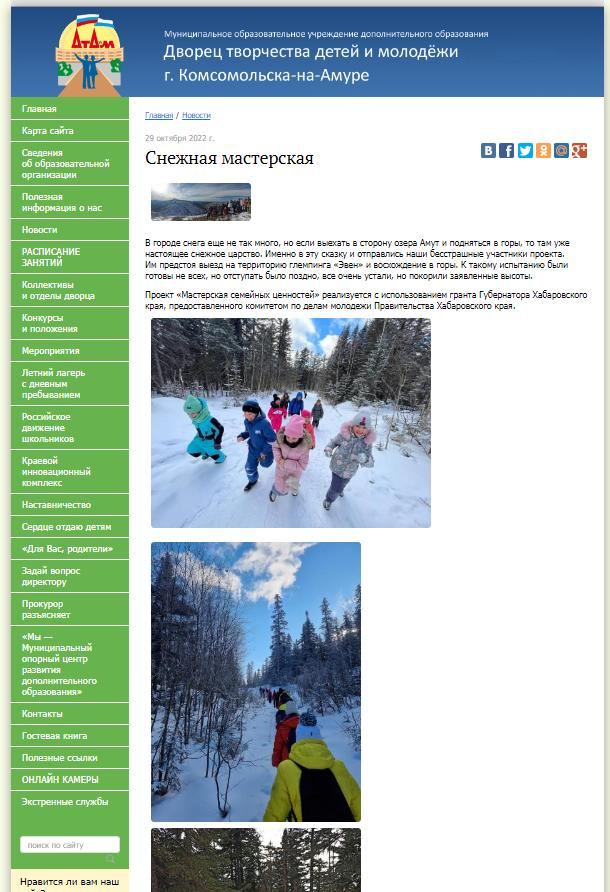 ДТДиМ
Муниципальное образовательное учреждение дополнительного образования
Дворец творчества детей и молодёжи
г. Комсомольска-на-Амуре
Главная
Карта сайта
Сведения
об образовательной
организации
Полезная
информация о нас
Новости
РАСПИСАНИЕ
ЗАНЯТИЙ
Коллективы
и отделы дворца
Конкурсы
и положения
Мероприятия
Летний лагерь
с дневным
пребыванием
Российское
движение
школьников
Краевой
инновационный
комплекс
Наставничество
Сердце отдаю детям
«Для Вас, родители»
Задай вопрос
директору
Прокурор
разъясняет
«Мы —
Муниципальный
опорный центр
развития
дополнительного
образования»
Контакты
Гостевая книга
Полезные ссылки
ОНЛАЙН КАМЕРЫ
Экстренные службы
поиск по сайту
Нравится ли вам наш
Главная / Новости
29 октября 2022 г.
Снежная мастерская
В городе снега еще не так много, но если выехать в сторону озера Амут и подняться в горы, то там уже
настоящее снежное царство. Именно в эту сказку и отправились наши бесстрашные участники проекта.
Им предстоя выезд на территорию глемпинга «Эвен» и восхождение в горы. К такому испытанию были
готовы не всех, но отступать было поздно, все очень устали, но покорили заявленные высоты.
Проект «Мастерская семейных ценностей» реализуется с использованием гранта Губернатора Хабаровского
края, предоставленного комитетом по делам молодежи Правительства Хабаровского края.